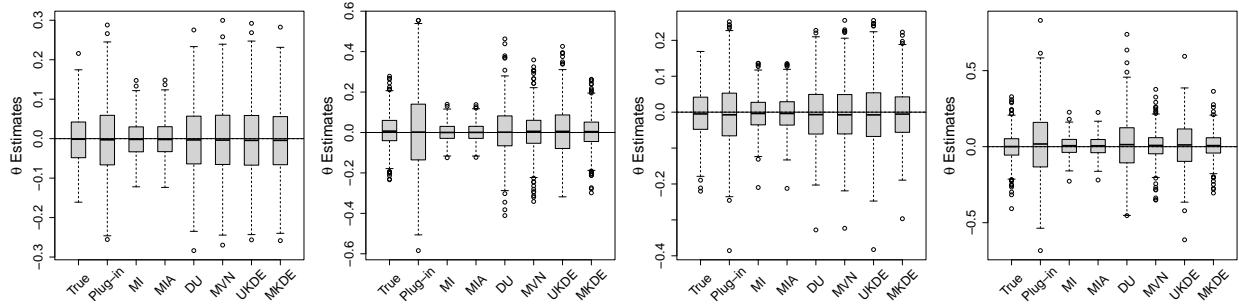 θ Estimates
0.3
0.2
0.1
0.0
−0.1
−0.2
−0.3
True
Plug−in
MI
MIA
DU
MVN
UKDE
MKDE
θ Estimates
0.6
0.4
0.2
0.0
−0.2
−0.4
−0.6
True
Plug−in
MI
MIA
DU
MVN
UKDE
MKDE
θ Estimates
0.2
0.0
−0.2
−0.4
True
Plug−in
MI
MIA
DU
MVN
UKDE
MKDE
θ Estimates
0.5
0.0
−0.5
True
Plug−in
MI
MIA
DU
MVN
UKDE
MKDE